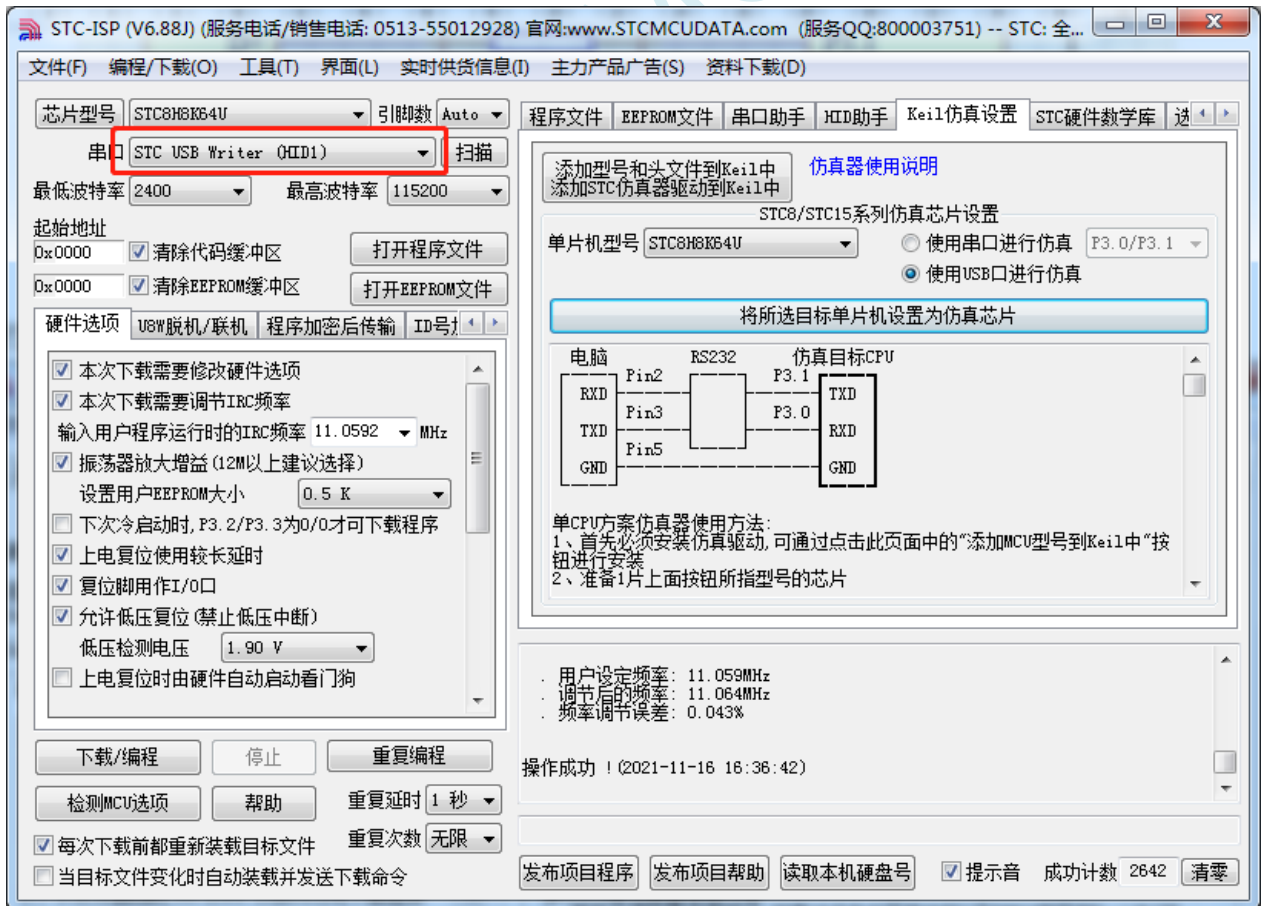 STC-ISP (V6.88J) (服务电话/销售电话: 0513-55012928) 官网:www.STCMCUDATA.com (服务QQ:800003751) -- STC: 全...
文件(F) 编程/下载(O) 工具(T) 界面(L) 实时供货信息(I) 主力产品广告(S) 资料下载(D)
芯片型号 STC8H8K64U 引脚数 Auto
串口 STC USB Writer (HID1) 扫描
最低波特率 2400 最高波特率 115200
起始地址
0x0000 清除代码缓冲区 打开程序文件
0x0000 清除EEPROM缓冲区 打开EEPROM文件
硬件选项 U8W脱机/联机 程序加密后传输 ID号
本次下载需要修改硬件选项
本次下载需要调节IRC频率
输入用户程序运行时的IRC频率 11.0592 MHz
振荡器放大增益(12M以上建议选择)
设置用户EEPROM大小 0.5 K
下次冷启动时,P3.2/P3.3为0/0才可下载程序
上电复位使用较长延时
复位脚用作I/O口
允许低压复位(禁止低压中断)
低压检测电压 1.90 V
上电复位时由硬件自动启动看门狗
下载/编程 停止 重复编程
检测MCU选项 帮助 重复延时 1 秒
每次下载前都重新装载目标文件 重复次数 无限
当目标文件变化时自动装载并发送下载命令
程序文件 EEPROM文件 串口助手 HID助手 Keil仿真设置 STC硬件数学库 选
添加型号和头文件到Keil中 仿真器使用说明
添加STC仿真器驱动到Keil中
STC8/STC15系列仿真芯片设置
单片机型号 STC8H8K64U 使用串口进行仿真 P3.0/P3.1
使用USB口进行仿真
将所选目标单片机设置为仿真芯片
电脑 RS232 仿真目标CPU
Pin2 P3.1
RXD TXD
Pin3 P3.0
TXD RXD
Pin5
GND GND
单CPU方案仿真器使用方法:
1、首先必须安装仿真驱动,可通过点击此页面中的“添加MCU型号到Keil中”按
钮进行安装
2、准备1片上面按钮所指型号的芯片
. 用户设定频率: 11.059MHz
. 调节后的频率: 11.064MHz
. 频率调节误差: 0.043%
操作成功 !(2021-11-16 16:36:42)
发布项目程序 发布项目帮助 读取本机硬盘号 提示音 成功计数 2642 清零